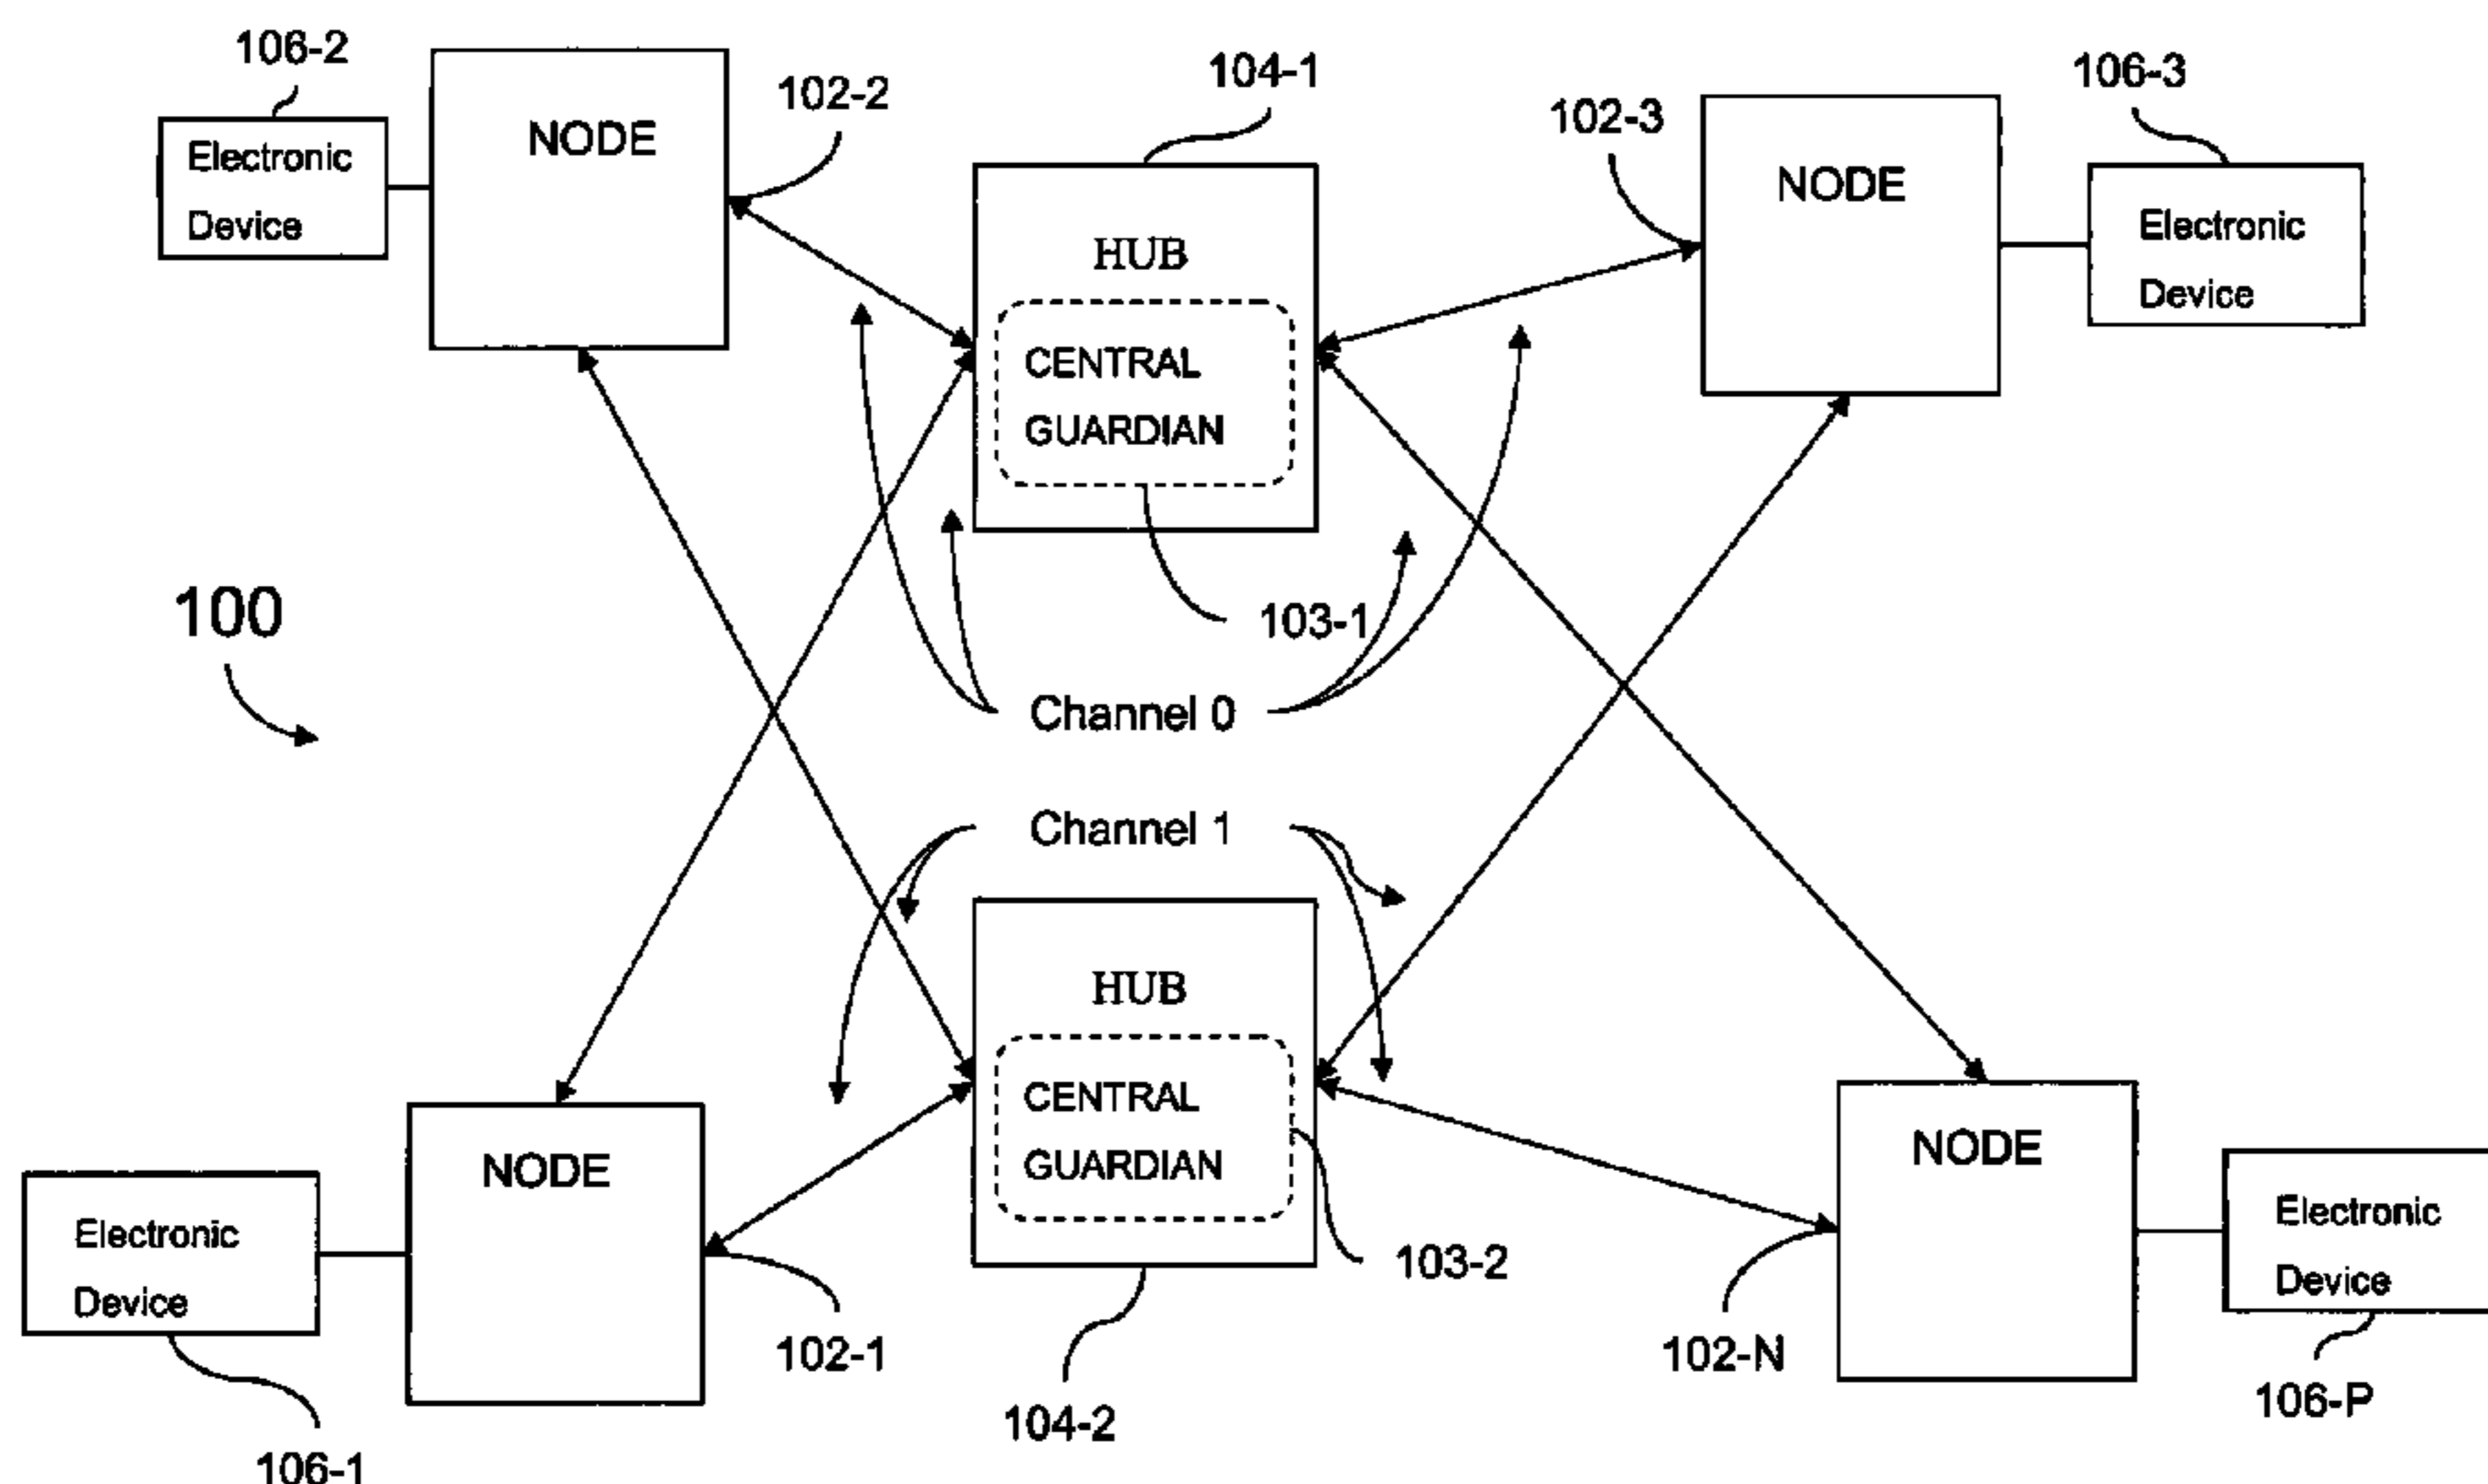 106-2
Electronic
Device
NODE
102-2
104-1
HUB
CENTRAL
GUARDIAN
103-1
102-3
NODE
106-3
Electronic
Device
100
Channel 0
Channel 1
HUB
CENTRAL
GUARDIAN
103-2
104-2
Electronic
Device
106-1
NODE
102-1
102-N
NODE
Electronic
Device
106-P